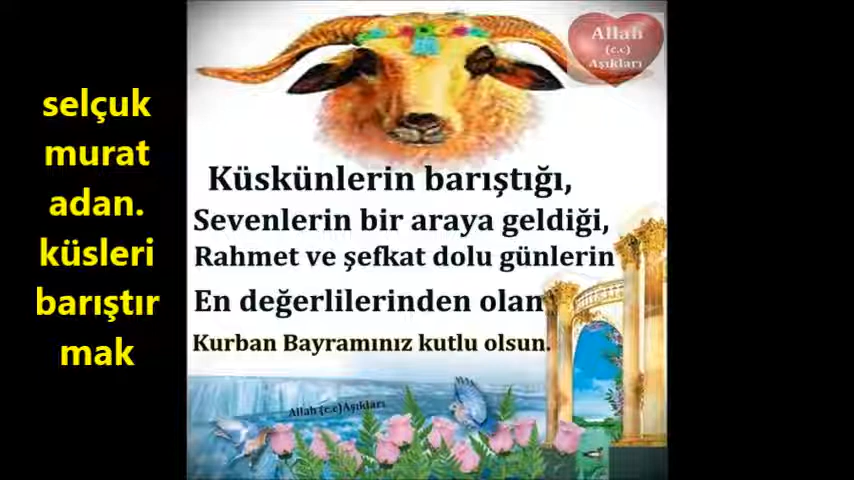 selçuk
murat
adan.
küsleri
barıştır
mak
Allah
(c.c)
Aşıkları
Küskünlerin barıştığı,
Sevenlerin bir araya geldiği,
Rahmet ve şefkat dolu günlerin
En değerlilerinden olan
Kurban Bayramınız kutlu olsun.
Allah (c.c)Aşıkları